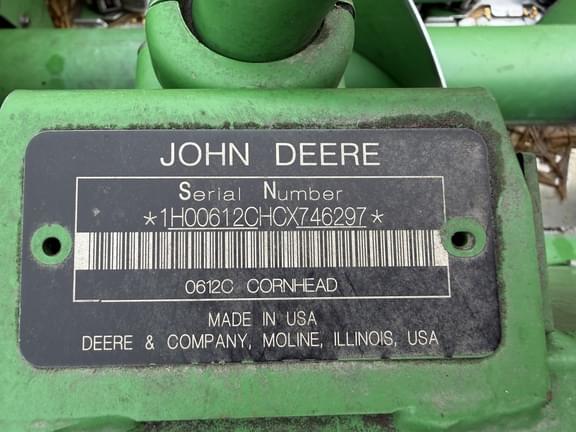 JOHN DEERE
Serial Number
*1H00612CHCX746297*
0612C CORNHEAD
MADE IN USA
DEERE & COMPANY, MOLINE, ILLINOIS, USA